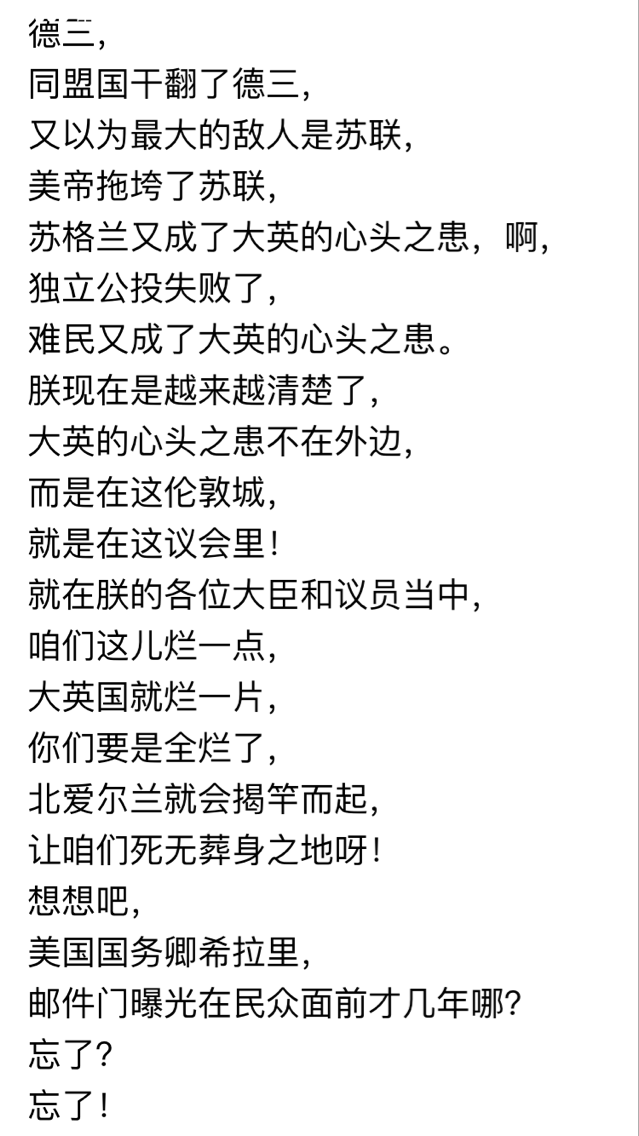 德三，
同盟国干翻了德三，
又以为最大的敌人是苏联，
美帝拖垮了苏联，
苏格兰又成了大英的心头之患，啊，
独立公投失败了，
难民又成了大英的心头之患。
朕现在是越来越清楚了，
大英的心头之患不在外边，
而是在这伦敦城，
就是在这议会里！
就在朕的各位大臣和议员当中，
咱们这儿烂一点，
大英国就烂一片，
你们要是全烂了，
北爱尔兰就会揭竿而起，
让咱们死无葬身之地呀！
想想吧，
美国国务卿希拉里，
邮件门曝光在民众面前才几年哪？
忘了？
忘了！